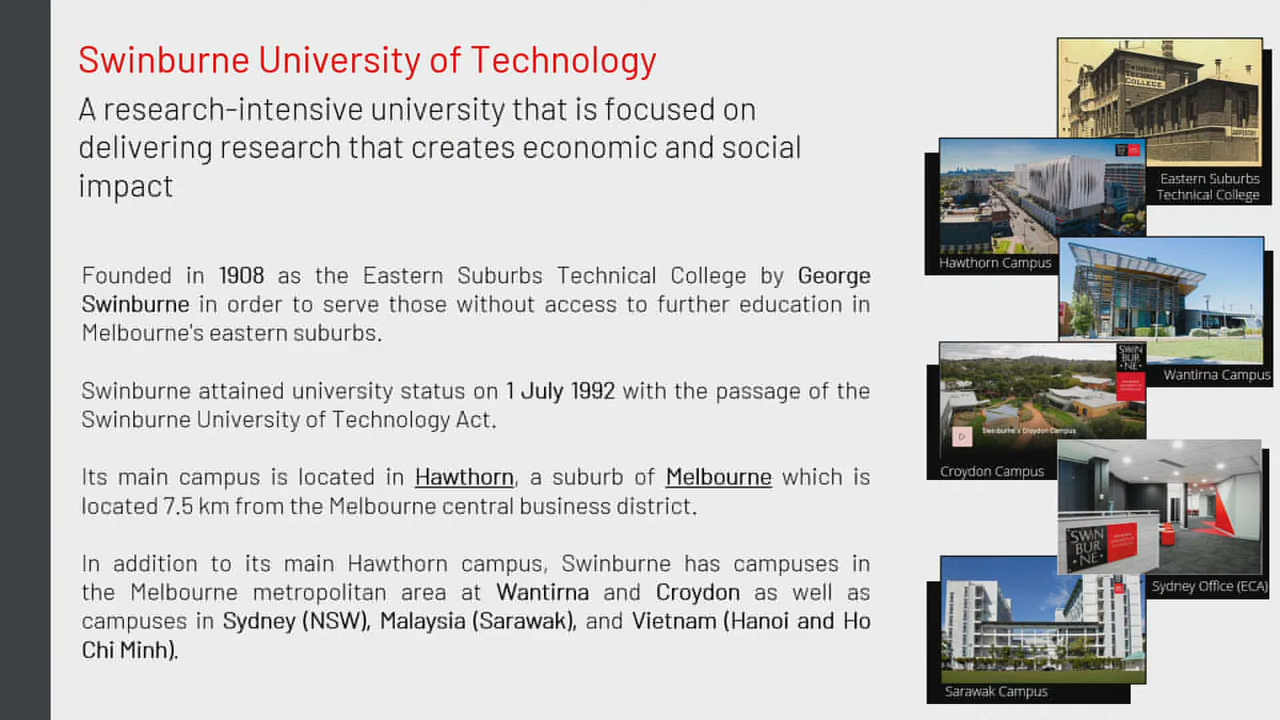 Swinburne University of Technology
A research-intensive university that is focused on
delivering research that creates economic and social
impact
Founded in 1908 as the Eastern Suburbs Technical College by George
Swinburne in order to serve those without access to further education in
Melbourne's eastern suburbs.
Swinburne attained university status on 1 July 1992 with the passage of the
Swinburne University of Technology Act.
Its main campus is located in Hawthorn, a suburb of Melbourne which is
located 7.5 km from the Melbourne central business district.
In addition to its main Hawthorn campus, Swinburne has campuses in
the Melbourne metropolitan area at Wantirna and Croydon as well as
campuses in Sydney (NSW), Malaysia (Sarawak), and Vietnam (Hanoi and Ho
Chi Minh).
COLLEGE
Eastern Suburbs
Technical College
Hawthorn Campus
Wantirna Campus
SWIN
BUR
NE
Swinburne's Croydon Campus
Croydon Campus
SWIN
BUR
NE
Sydney Office (ECA)
Sarawak Campus